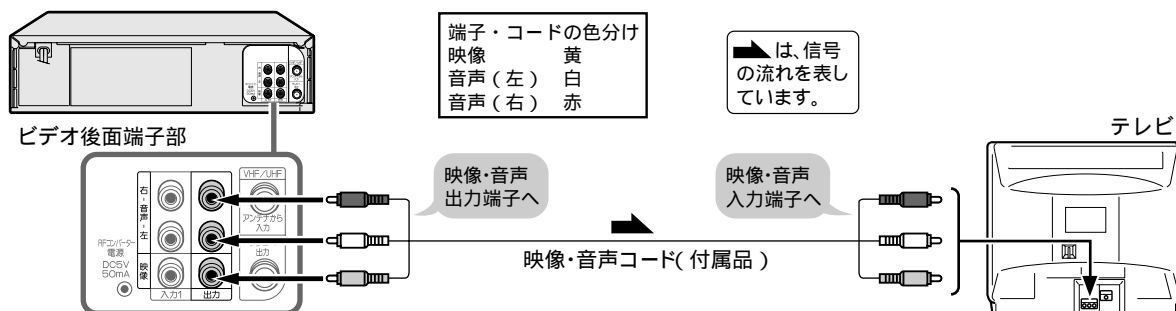 端子・コードの色分け
映像 黄
音声(左) 白
音声(右) 赤
は、信号
の流れを表し
ています。
ビデオ後面端子部
テレビ
VHF/UHF
アンテナから
入力
出力
右-音声-左
映像
RFコンバーター
電源
DC5V
50mA
入力1
出力
映像・音声
出力端子へ
映像・音声
入力端子へ
映像・音声コード(付属品)